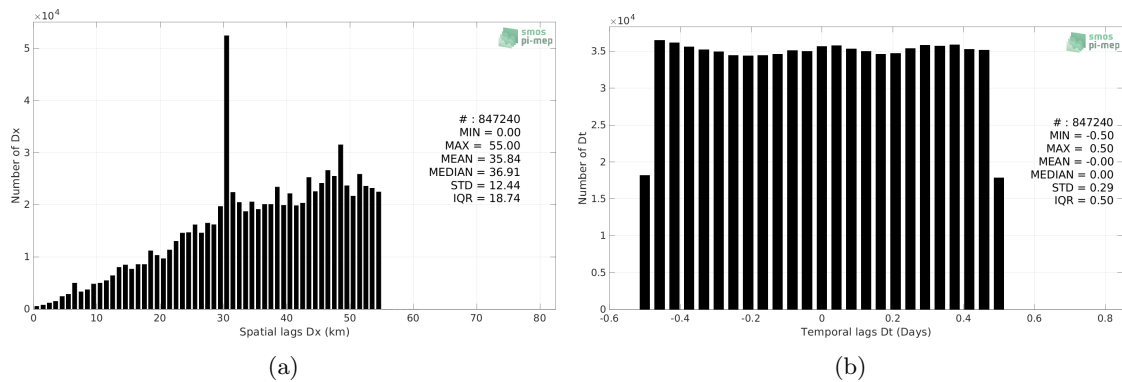 ×10⁴
5
4
3
2
1
0
Number of Dx
0 10 20 30 40 50 60 70 80
Spatial lags Dx (km)
smos
pi-mep
# : 847240
MIN = 0.00
MAX = 55.00
MEAN = 35.84
MEDIAN = 36.91
STD = 12.44
IQR = 18.74
(a)
×10⁴
3.5
3
2.5
2
1.5
1
0.5
0
Number of Dt
-0.6 -0.4 -0.2 0 0.2 0.4 0.6 0.8
Temporal lags Dt (Days)
smos
pi-mep
# : 847240
MIN = -0.50
MAX = 0.50
MEAN = -0.00
MEDIAN = 0.00
STD = 0.29
IQR = 0.50
(b)